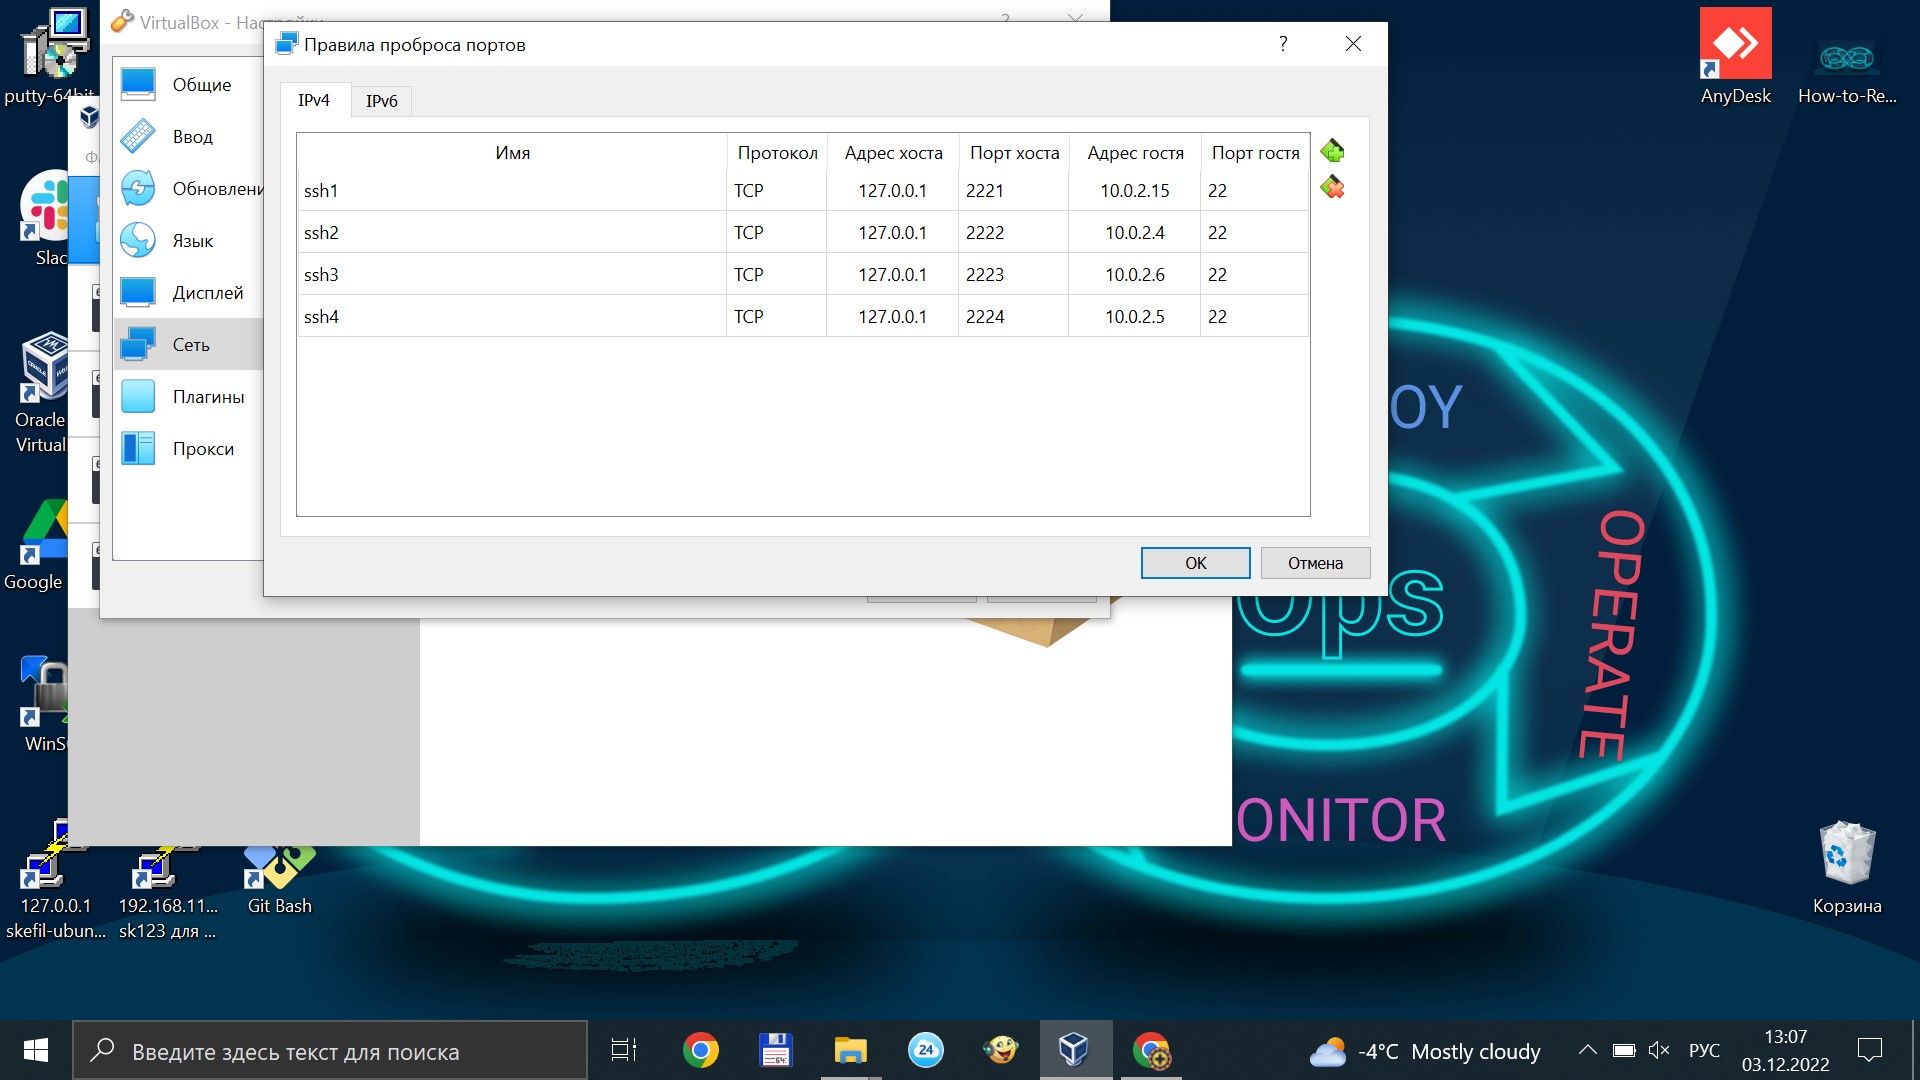 VirtualBox - Настройки
?
Правила проброса портов
?
IPv4
IPv6
Имя
Протокол
Адрес хоста
Порт хоста
Адрес гостя
Порт гостя
ssh1
TCP
127.0.0.1
2221
10.0.2.15
22
ssh2
TCP
127.0.0.1
2222
10.0.2.4
22
ssh3
TCP
127.0.0.1
2223
10.0.2.6
22
ssh4
TCP
127.0.0.1
2224
10.0.2.5
22
OK
Отмена
Общие
Ввод
Обновлени
Язык
Дисплей
Сеть
Плагины
Прокси
putty-64bit
Slac
Oracle
Virtual
Google
WinS
127.0.0.1
skefil-ubun...
192.168.11...
sk123 для ...
Git Bash
AnyDesk
How-to-Re...
Корзина
OY
OPERATE
Ops
ONITOR
Введите здесь текст для поиска
64
24
-4°C Mostly cloudy
РУС
13:07
03.12.2022